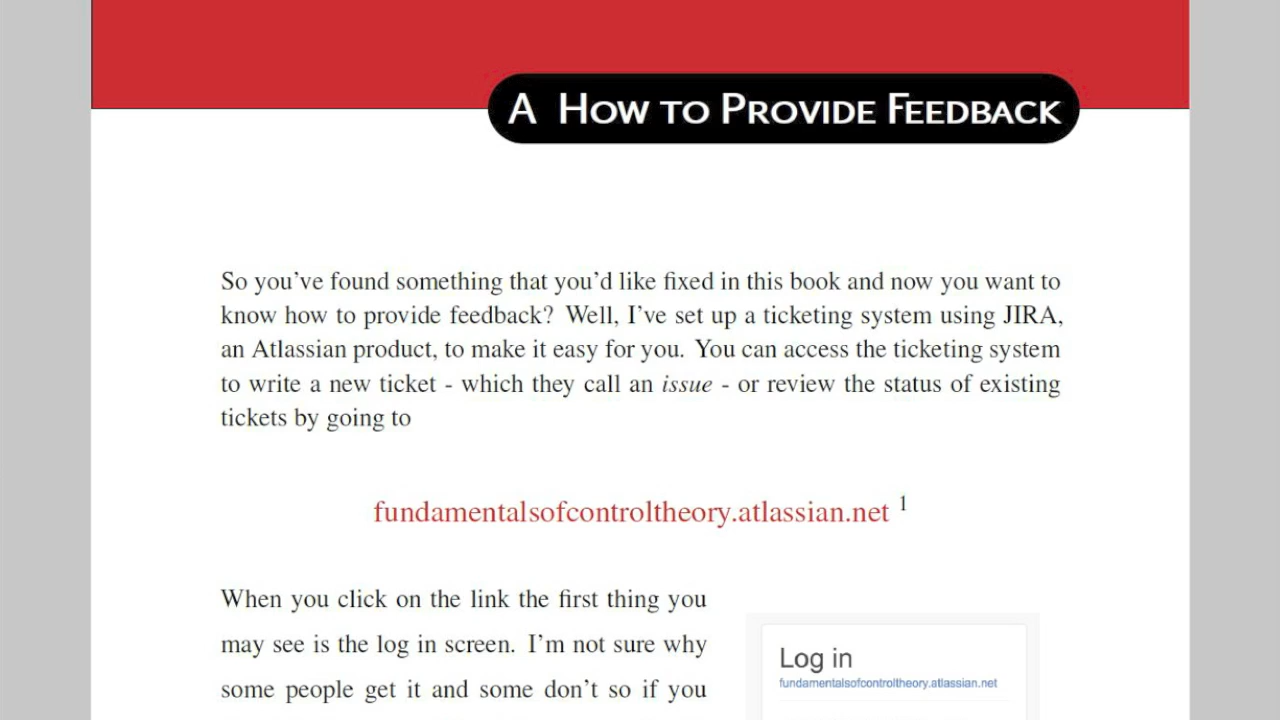 A How to Provide Feedback
So you’ve found something that you’d like fixed in this book and now you want to
know how to provide feedback? Well, I’ve set up a ticketing system using JIRA,
an Atlassian product, to make it easy for you. You can access the ticketing system
to write a new ticket - which they call an issue - or review the status of existing
tickets by going to
fundamentalsofcontroltheory.atlassian.net 1
When you click on the link the first thing you
may see is the log in screen. I’m not sure why
some people get it and some don’t so if you
Log in
fundamentalsofcontroltheory.atlassian.net